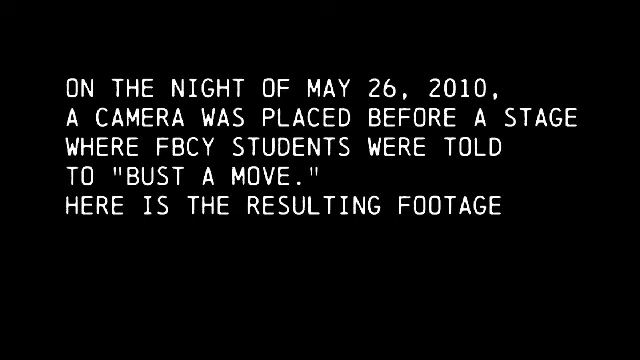 ON THE NIGHT OF MAY 26, 2010,
A CAMERA WAS PLACED BEFORE A STAGE
WHERE FBCY STUDENTS WERE TOLD
TO "BUST A MOVE."
HERE IS THE RESULTING FOOTAGE